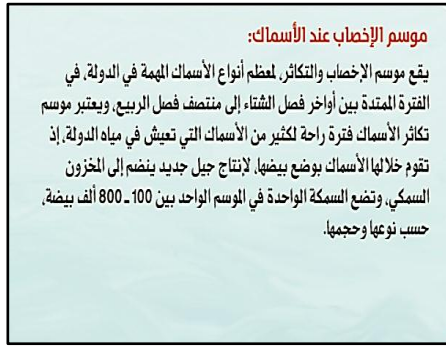 موسم الإخصاب عند الأسماك:
يقع موسم الإخصاب والتكاثر، لمعظم أنواع الأسماك المهمة في الدولة، في
الفترة الممتدة بين أواخر فصل الشتاء إلى منتصف فصل الربيع، ويعتبر موسم
تكاثر الأسماك فترة راحة لكثير من الأسماك التي تعيش في مياه الدولة، إذ
تقوم خلالها الأسماك بوضع بيضها، لإنتاج جيل جديد ينضم إلى المخزون
السمكي، وتضع السمكة الواحدة في الموسم الواحد بين 100 ـ 800 ألف بيضة،
حسب نوعها وحجمها.